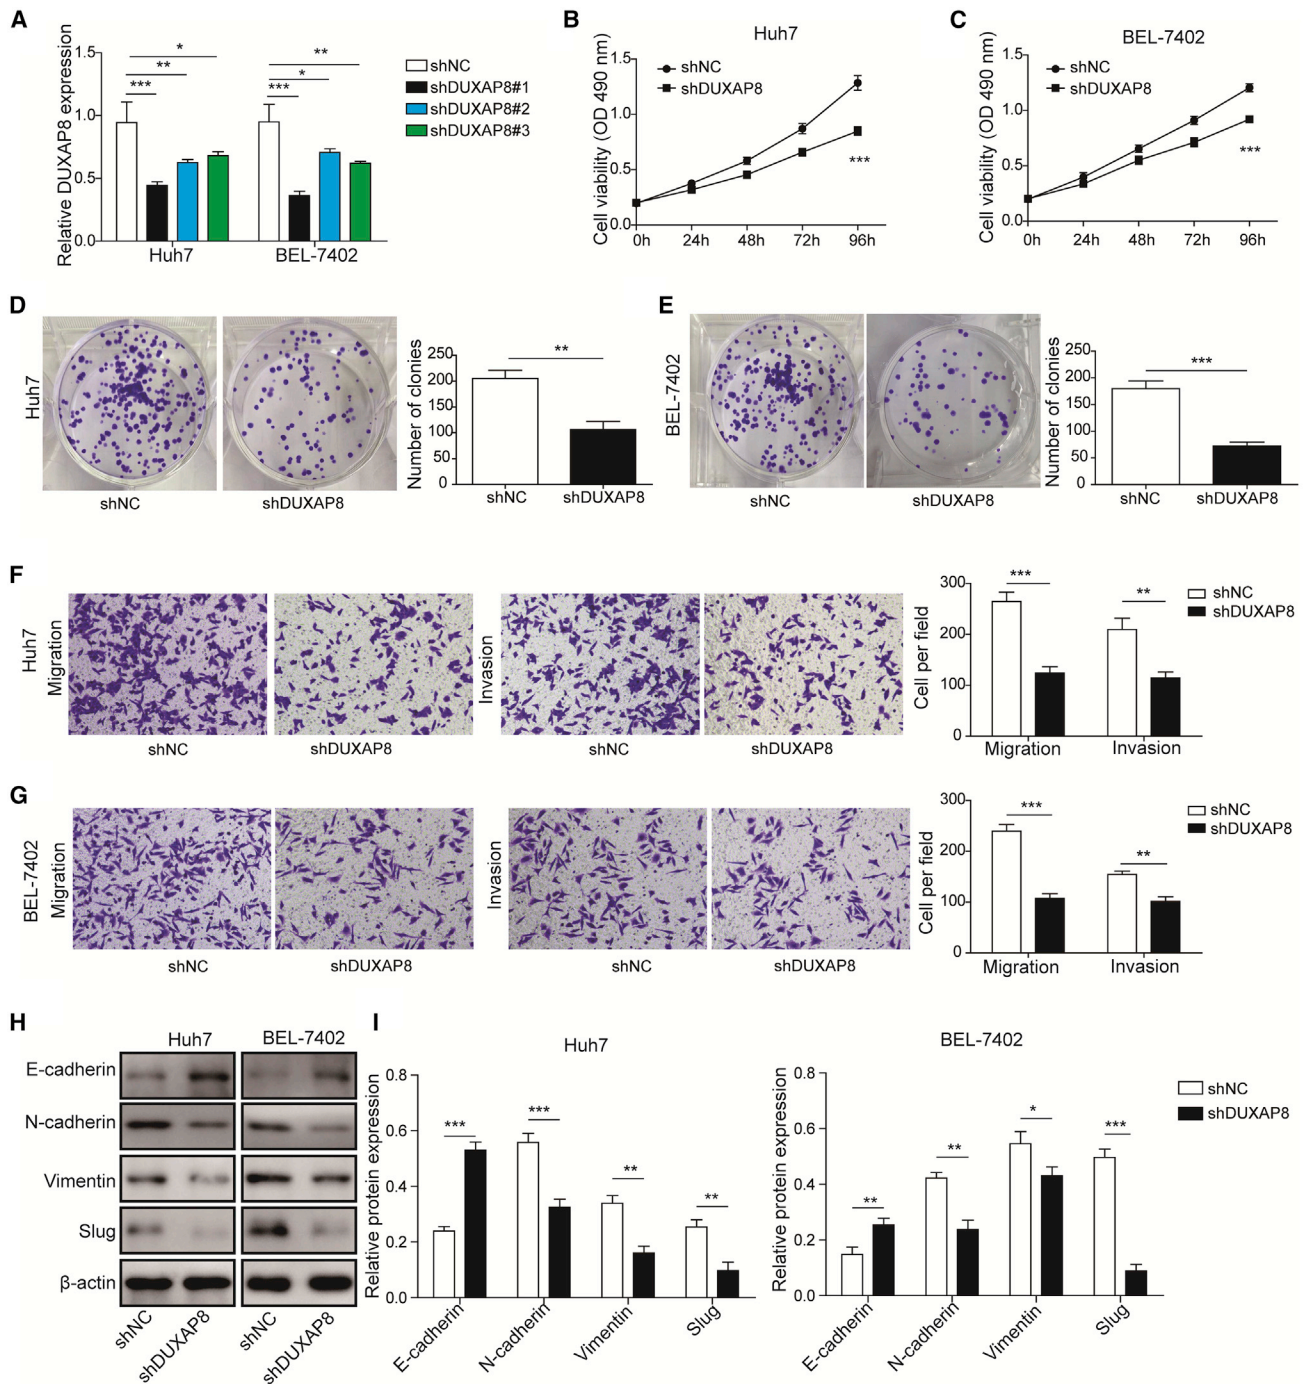 A
Relative DUXAP8 expression
1.5
1.0
0.5
0.0
***
**
*
***
*
**
Huh7
BEL-7402
shNC
shDUXAP8#1
shDUXAP8#2
shDUXAP8#3
B
Huh7
Cell viability (OD 490 nm)
1.5
1.0
0.5
0.0
shNC
shDUXAP8
***
0h 24h 48h 72h 96h
C
BEL-7402
Cell viability (OD 490 nm)
1.5
1.0
0.5
0.0
shNC
shDUXAP8
***
0h 24h 48h 72h 96h
D
Huh7
shNC
shDUXAP8
Number of clonies
250
200
150
100
50
0
**
shNC
shDUXAP8
E
BEL-7402
shNC
shDUXAP8
Number of clonies
250
200
150
100
50
0
***
shNC
shDUXAP8
F
Huh7
Migration
shNC
shDUXAP8
Invasion
shNC
shDUXAP8
Cell per field
300
200
100
0
***
**
Migration
Invasion
shNC
shDUXAP8
G
BEL-7402
Migration
shNC
shDUXAP8
Invasion
shNC
shDUXAP8
Cell per field
300
200
100
0
***
**
Migration
Invasion
shNC
shDUXAP8
H
Huh7
BEL-7402
E-cadherin
N-cadherin
Vimentin
Slug
β-actin
shNC
shDUXAP8
shNC
shDUXAP8
I
Huh7
Relative protein expression
0.8
0.6
0.4
0.2
0.0
***
***
**
**
E-cadherin
N-cadherin
Vimentin
Slug
BEL-7402
Relative protein expression
0.8
0.6
0.4
0.2
0.0
**
**
*
***
E-cadherin
N-cadherin
Vimentin
Slug
shNC
shDUXAP8